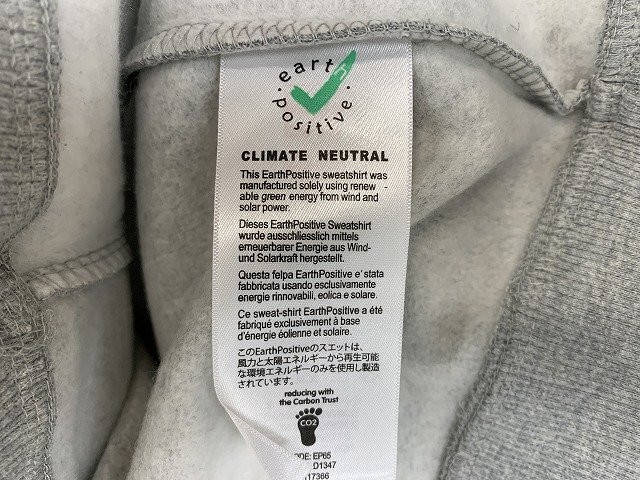 earth
positive
CLIMATE NEUTRAL
This EarthPositive sweatshirt was
manufactured solely using renew -
able green energy from wind and
solar power.
Dieses EarthPositive Sweatshirt
wurde ausschliesslich mittels
erneuerbarer Energie aus Wind-
und Solarkraft hergestellt.
Questa felpa EarthPositive e' stata
fabbricata usando esclusivamente
energie rinnovabili, eolica e solare.
Ce sweat-shirt EarthPositive a été
fabriqué exclusivement à base
d'énergie éolienne et solaire.
このEarthPositiveのスエットは、
風力と太陽エネルギーから再生可能
な環境エネルギーのみを使用し製造
されています。
reducing with
the Carbon Trust
CO2
ODE: EP65
D1347
17366